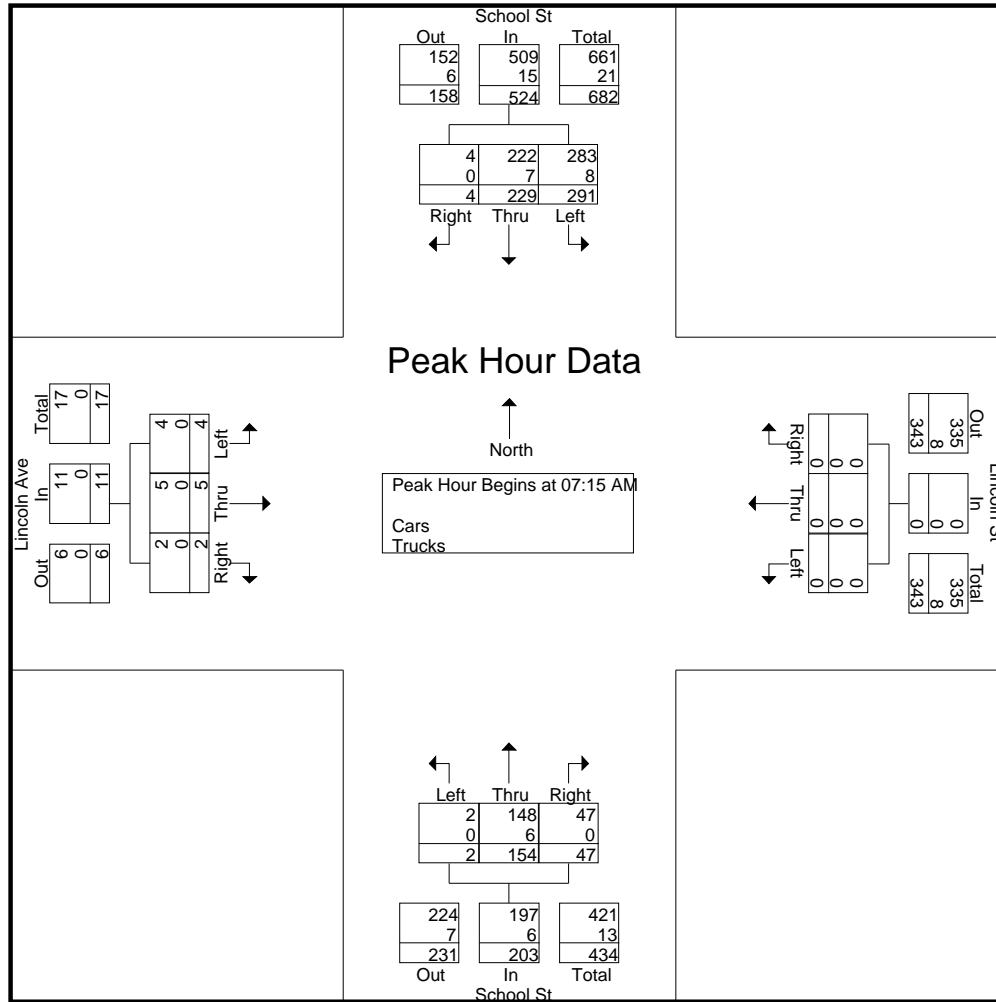 School St
Out In Total
152 509 661
6 15 21
158 524 682
4 222 283
0 7 8
4 229 291
Right Thru Left
Peak Hour Data
North
Peak Hour Begins at 07:15 AM
Cars
Trucks
Lincoln Ave
Out In Total
6 11 17
0 0 0
6 11 17
2 5 4
0 0 0
2 5 4
Right Thru Left
Lincoln St
Out In Total
335 0 335
8 0 8
343 0 343
Right Thru Left
0 0 0
0 0 0
0 0 0
Left Thru Right
2 148 47
0 6 0
2 154 47
224 197 421
7 6 13
231 203 434
Out In Total
School St